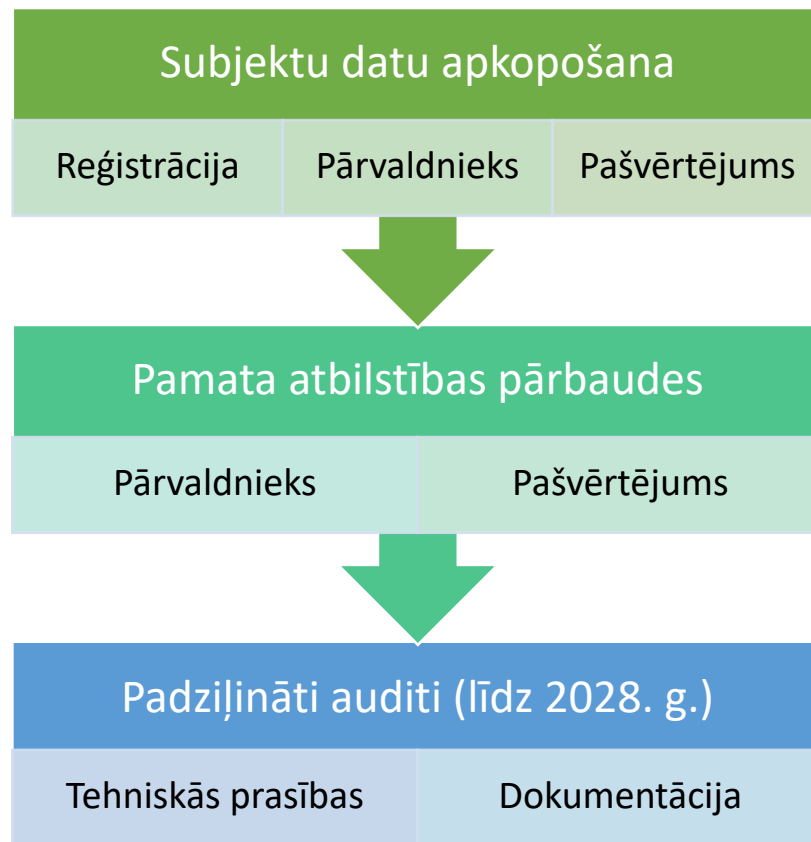 Subjektu datu apkopošana
Reģistrācija
Pārvaldnieks
Pašvērtējums
Pamata atbilstības pārbaudes
Pārvaldnieks
Pašvērtējums
Padziļināti auditi (līdz 2028. g.)
Tehniskās prasības
Dokumentācija